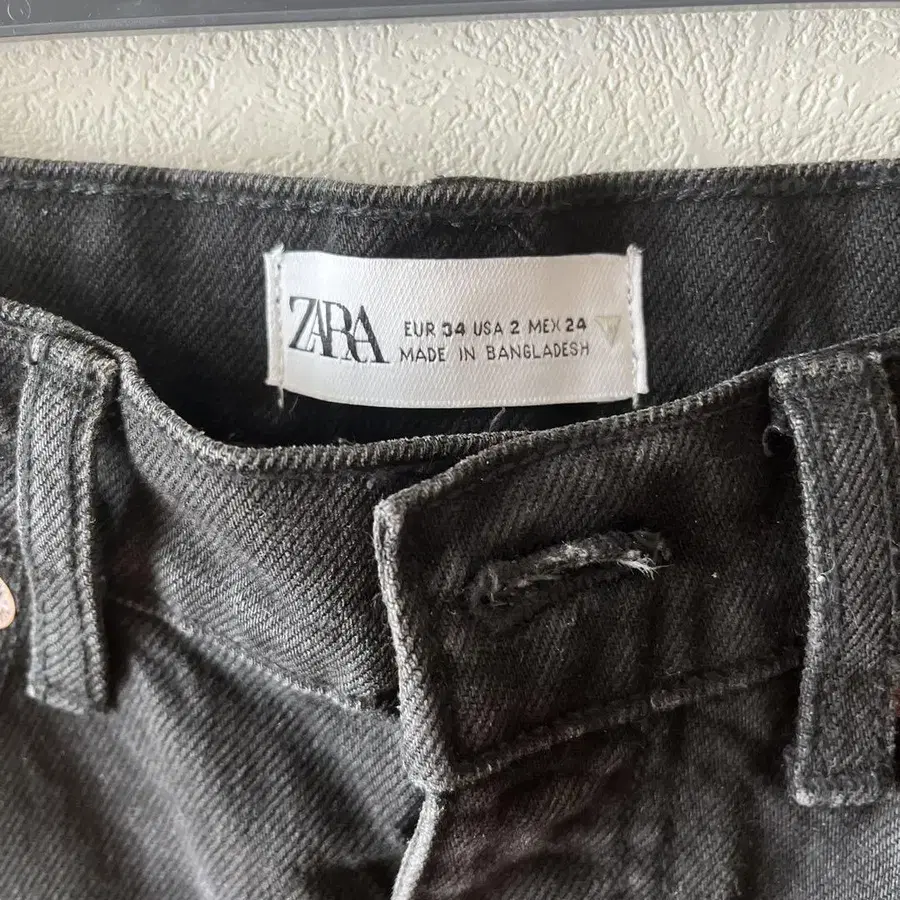 ZARA
EUR 34 USA 2 MEX 24
MADE IN BANGLADESH